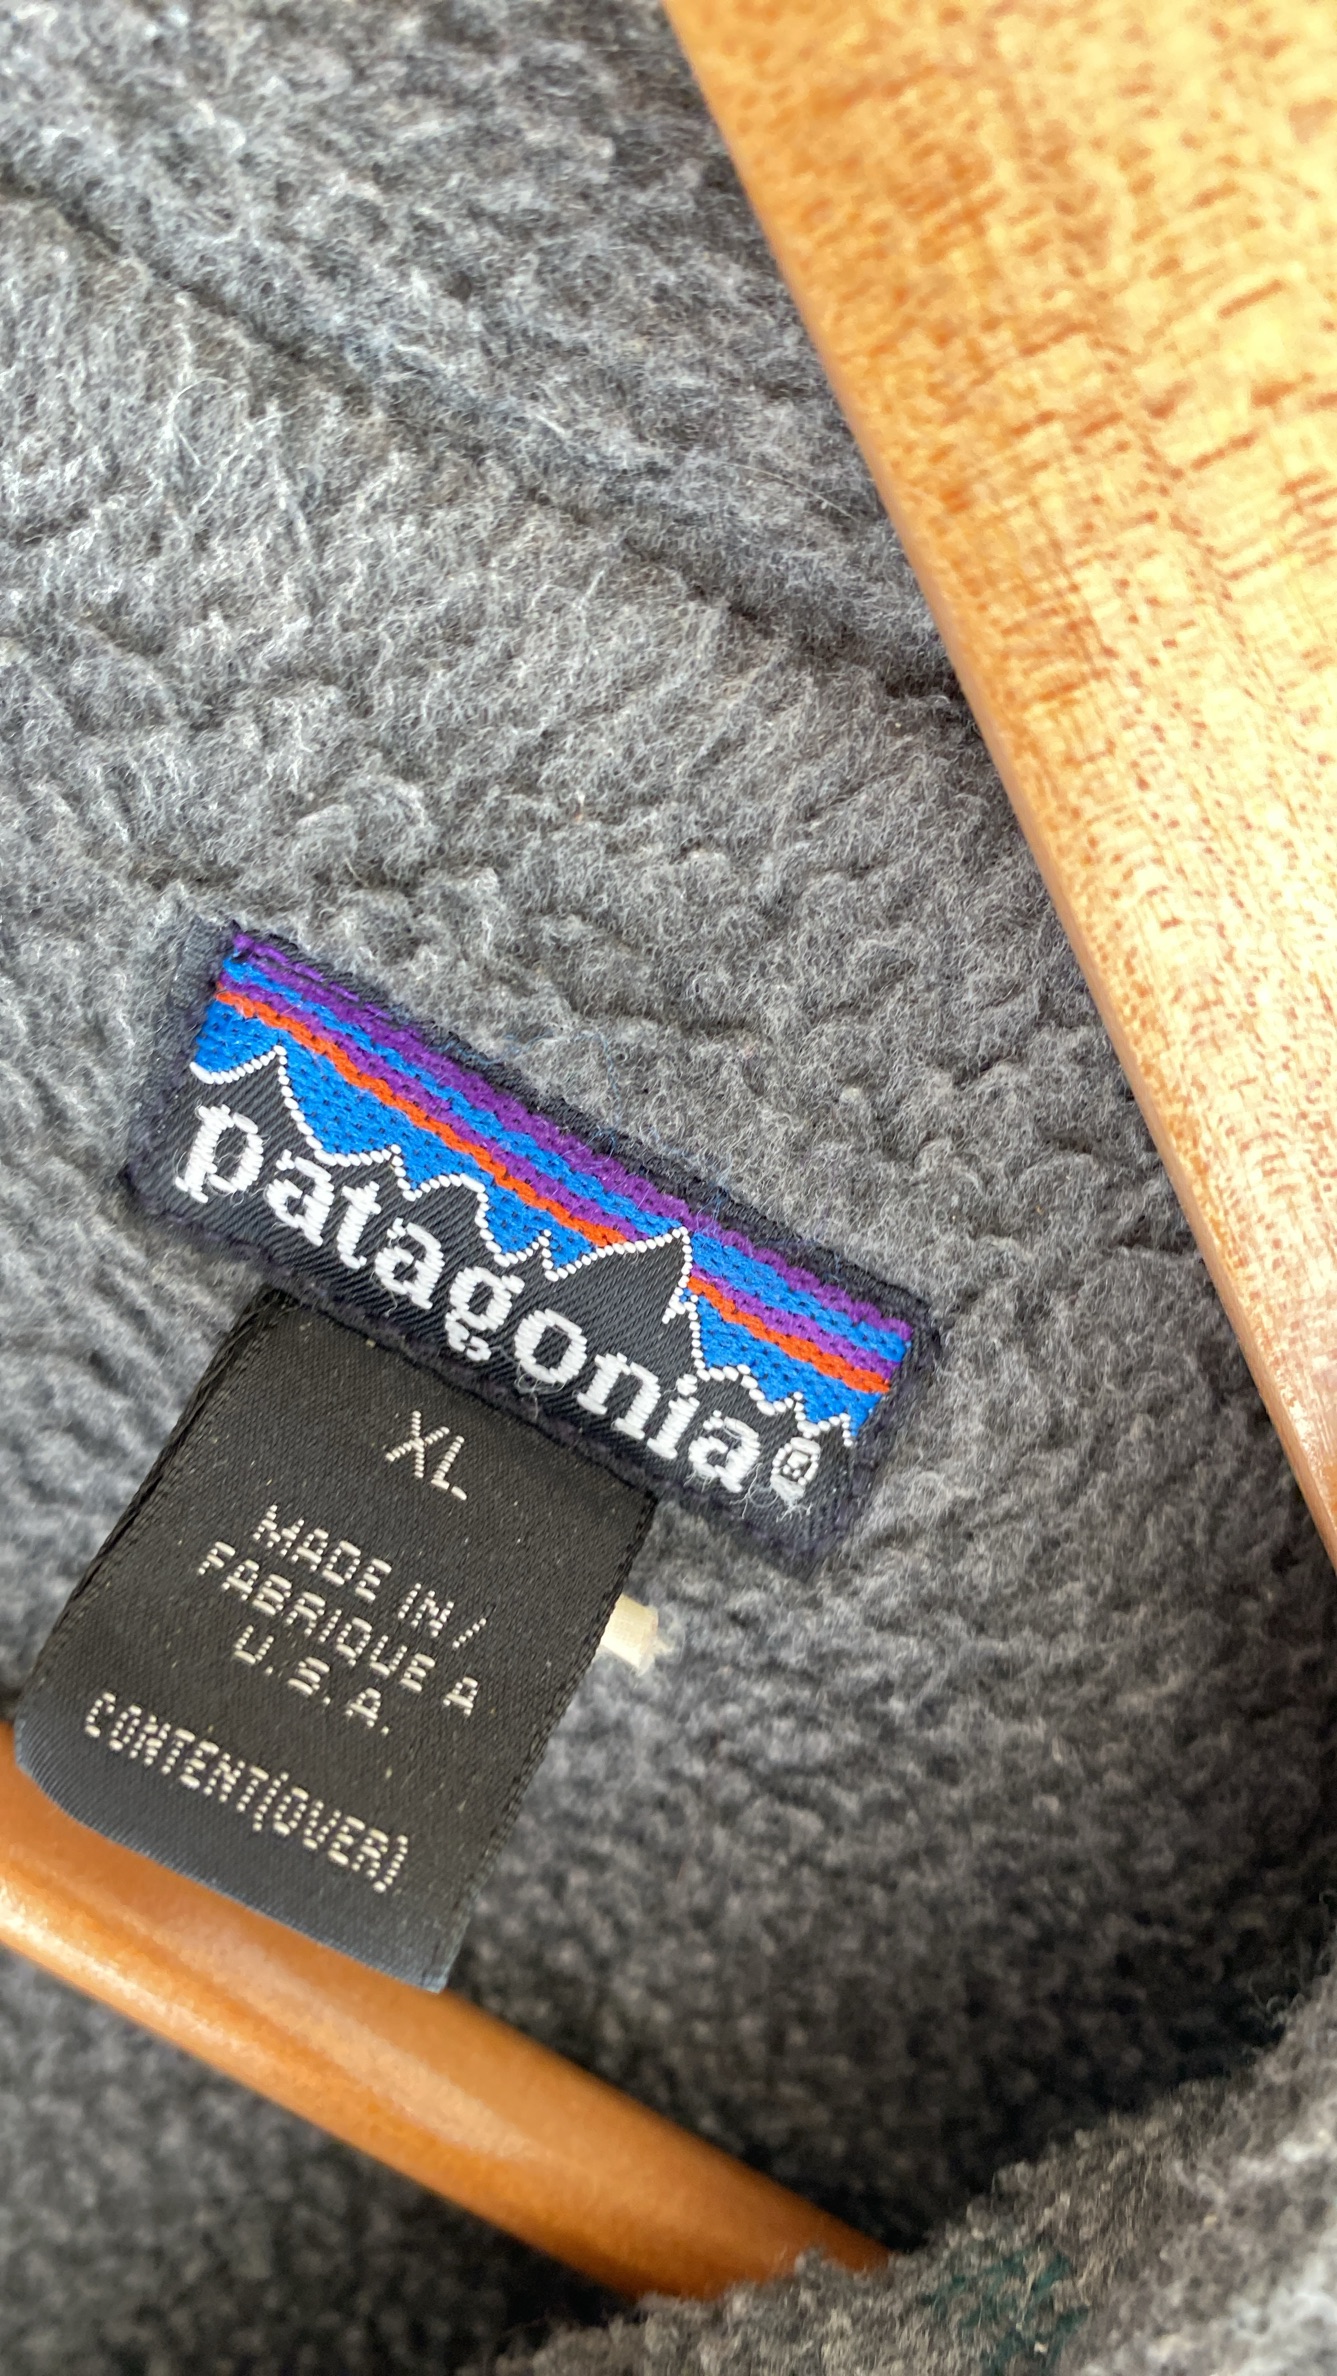 patagonia®
XL
MADE IN /
FABRIQUE A
U.S.A.
CONTENT(OVER)